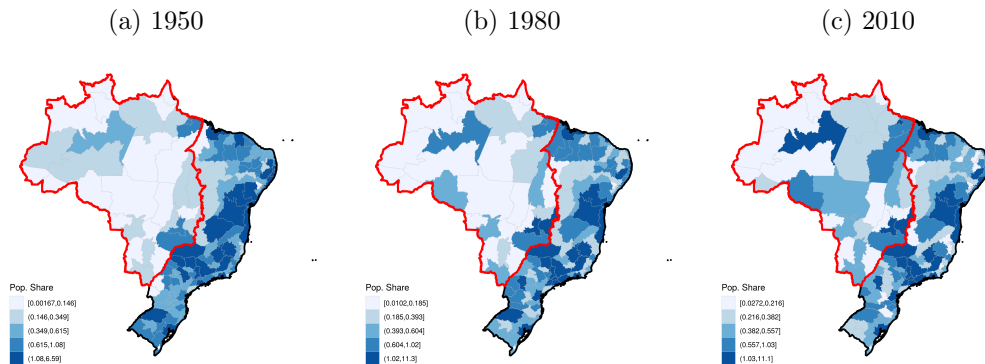 (a) 1950
(b) 1980
(c) 2010
Pop. Share
[0.00167,0.146]
(0.146,0.349]
(0.349,0.615]
(0.615,1.08]
(1.08,6.59]
Pop. Share
[0.0102,0.185]
(0.185,0.393]
(0.393,0.604]
(0.604,1.02]
(1.02,11.3]
Pop. Share
[0.0272,0.216]
(0.216,0.382]
(0.382,0.557]
(0.557,1.03]
(1.03,11.1]